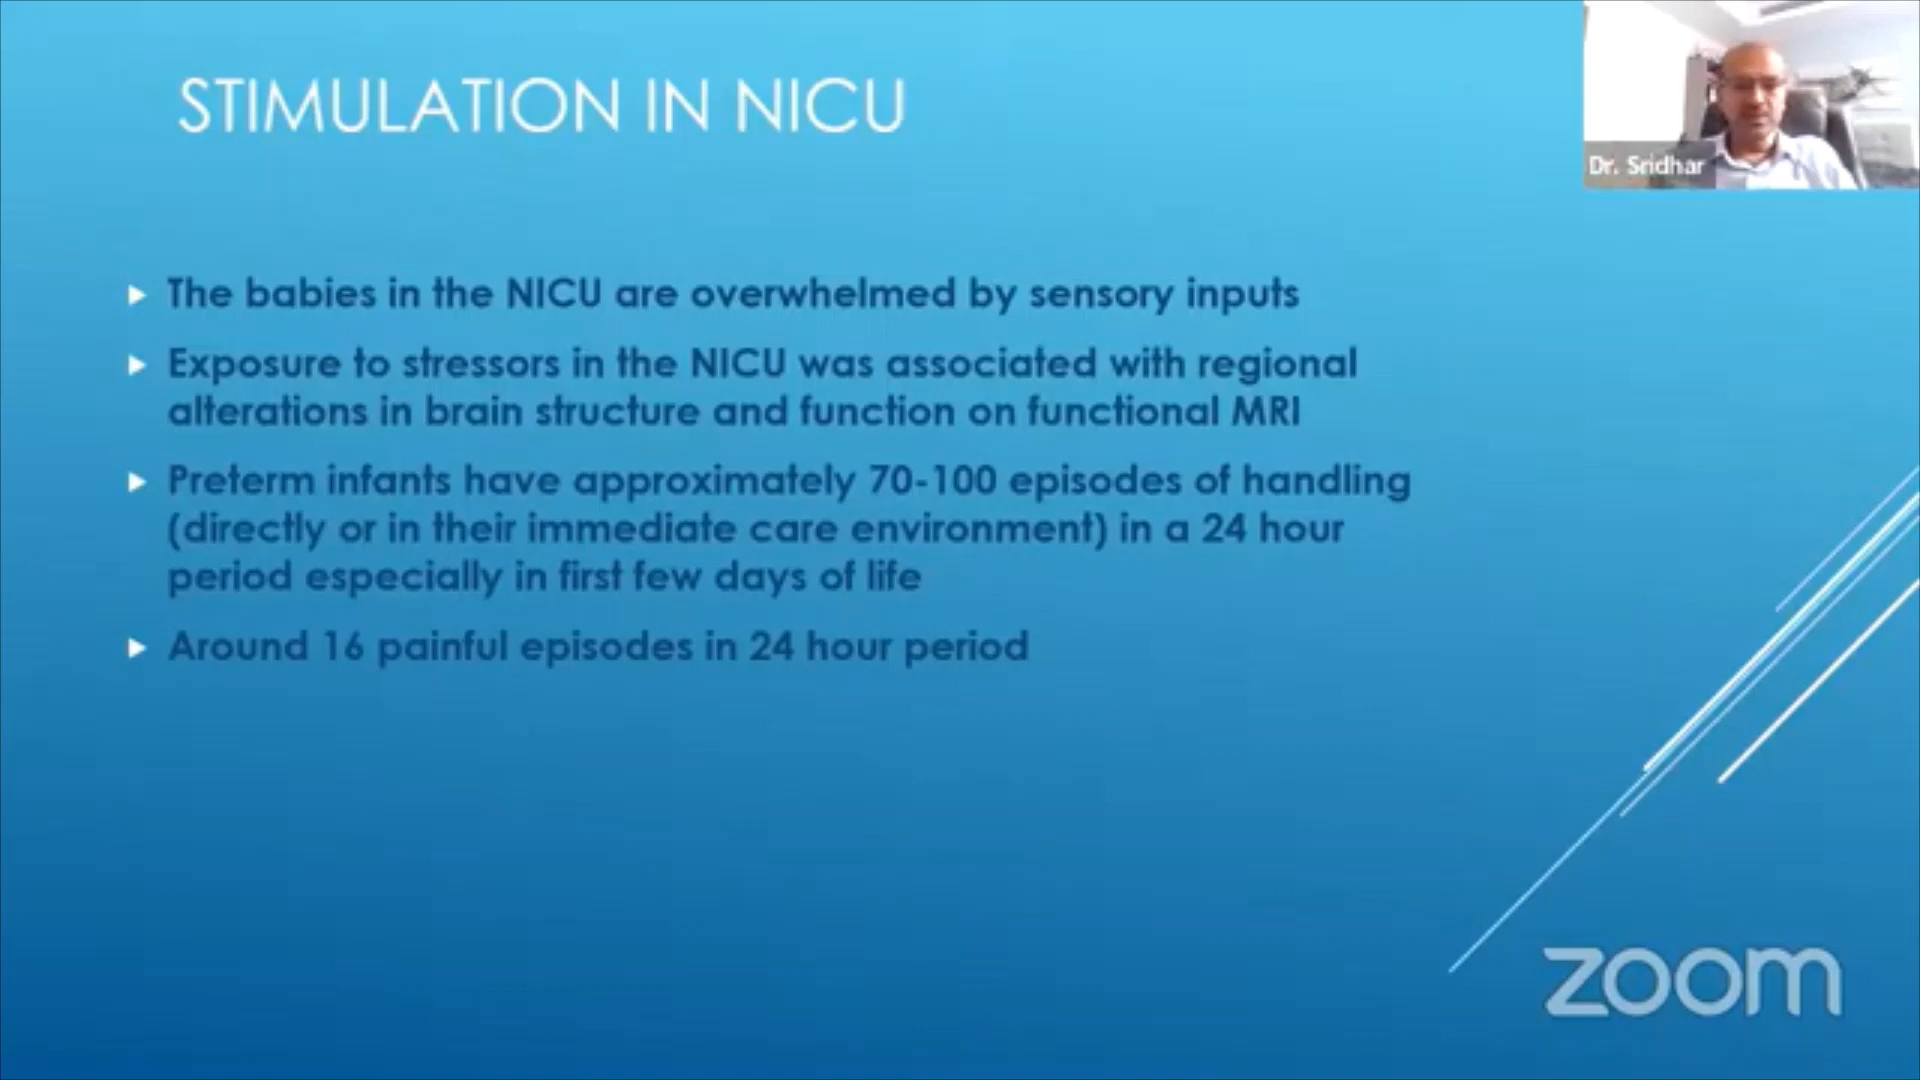 STIMULATION IN NICU
Dr. Sridhar
The babies in the NICU are overwhelmed by sensory inputs
Exposure to stressors in the NICU was associated with regional
alterations in brain structure and function on functional MRI
Preterm infants have approximately 70-100 episodes of handling
(directly or in their immediate care environment) in a 24 hour
period especially in first few days of life
Around 16 painful episodes in 24 hour period
zoom